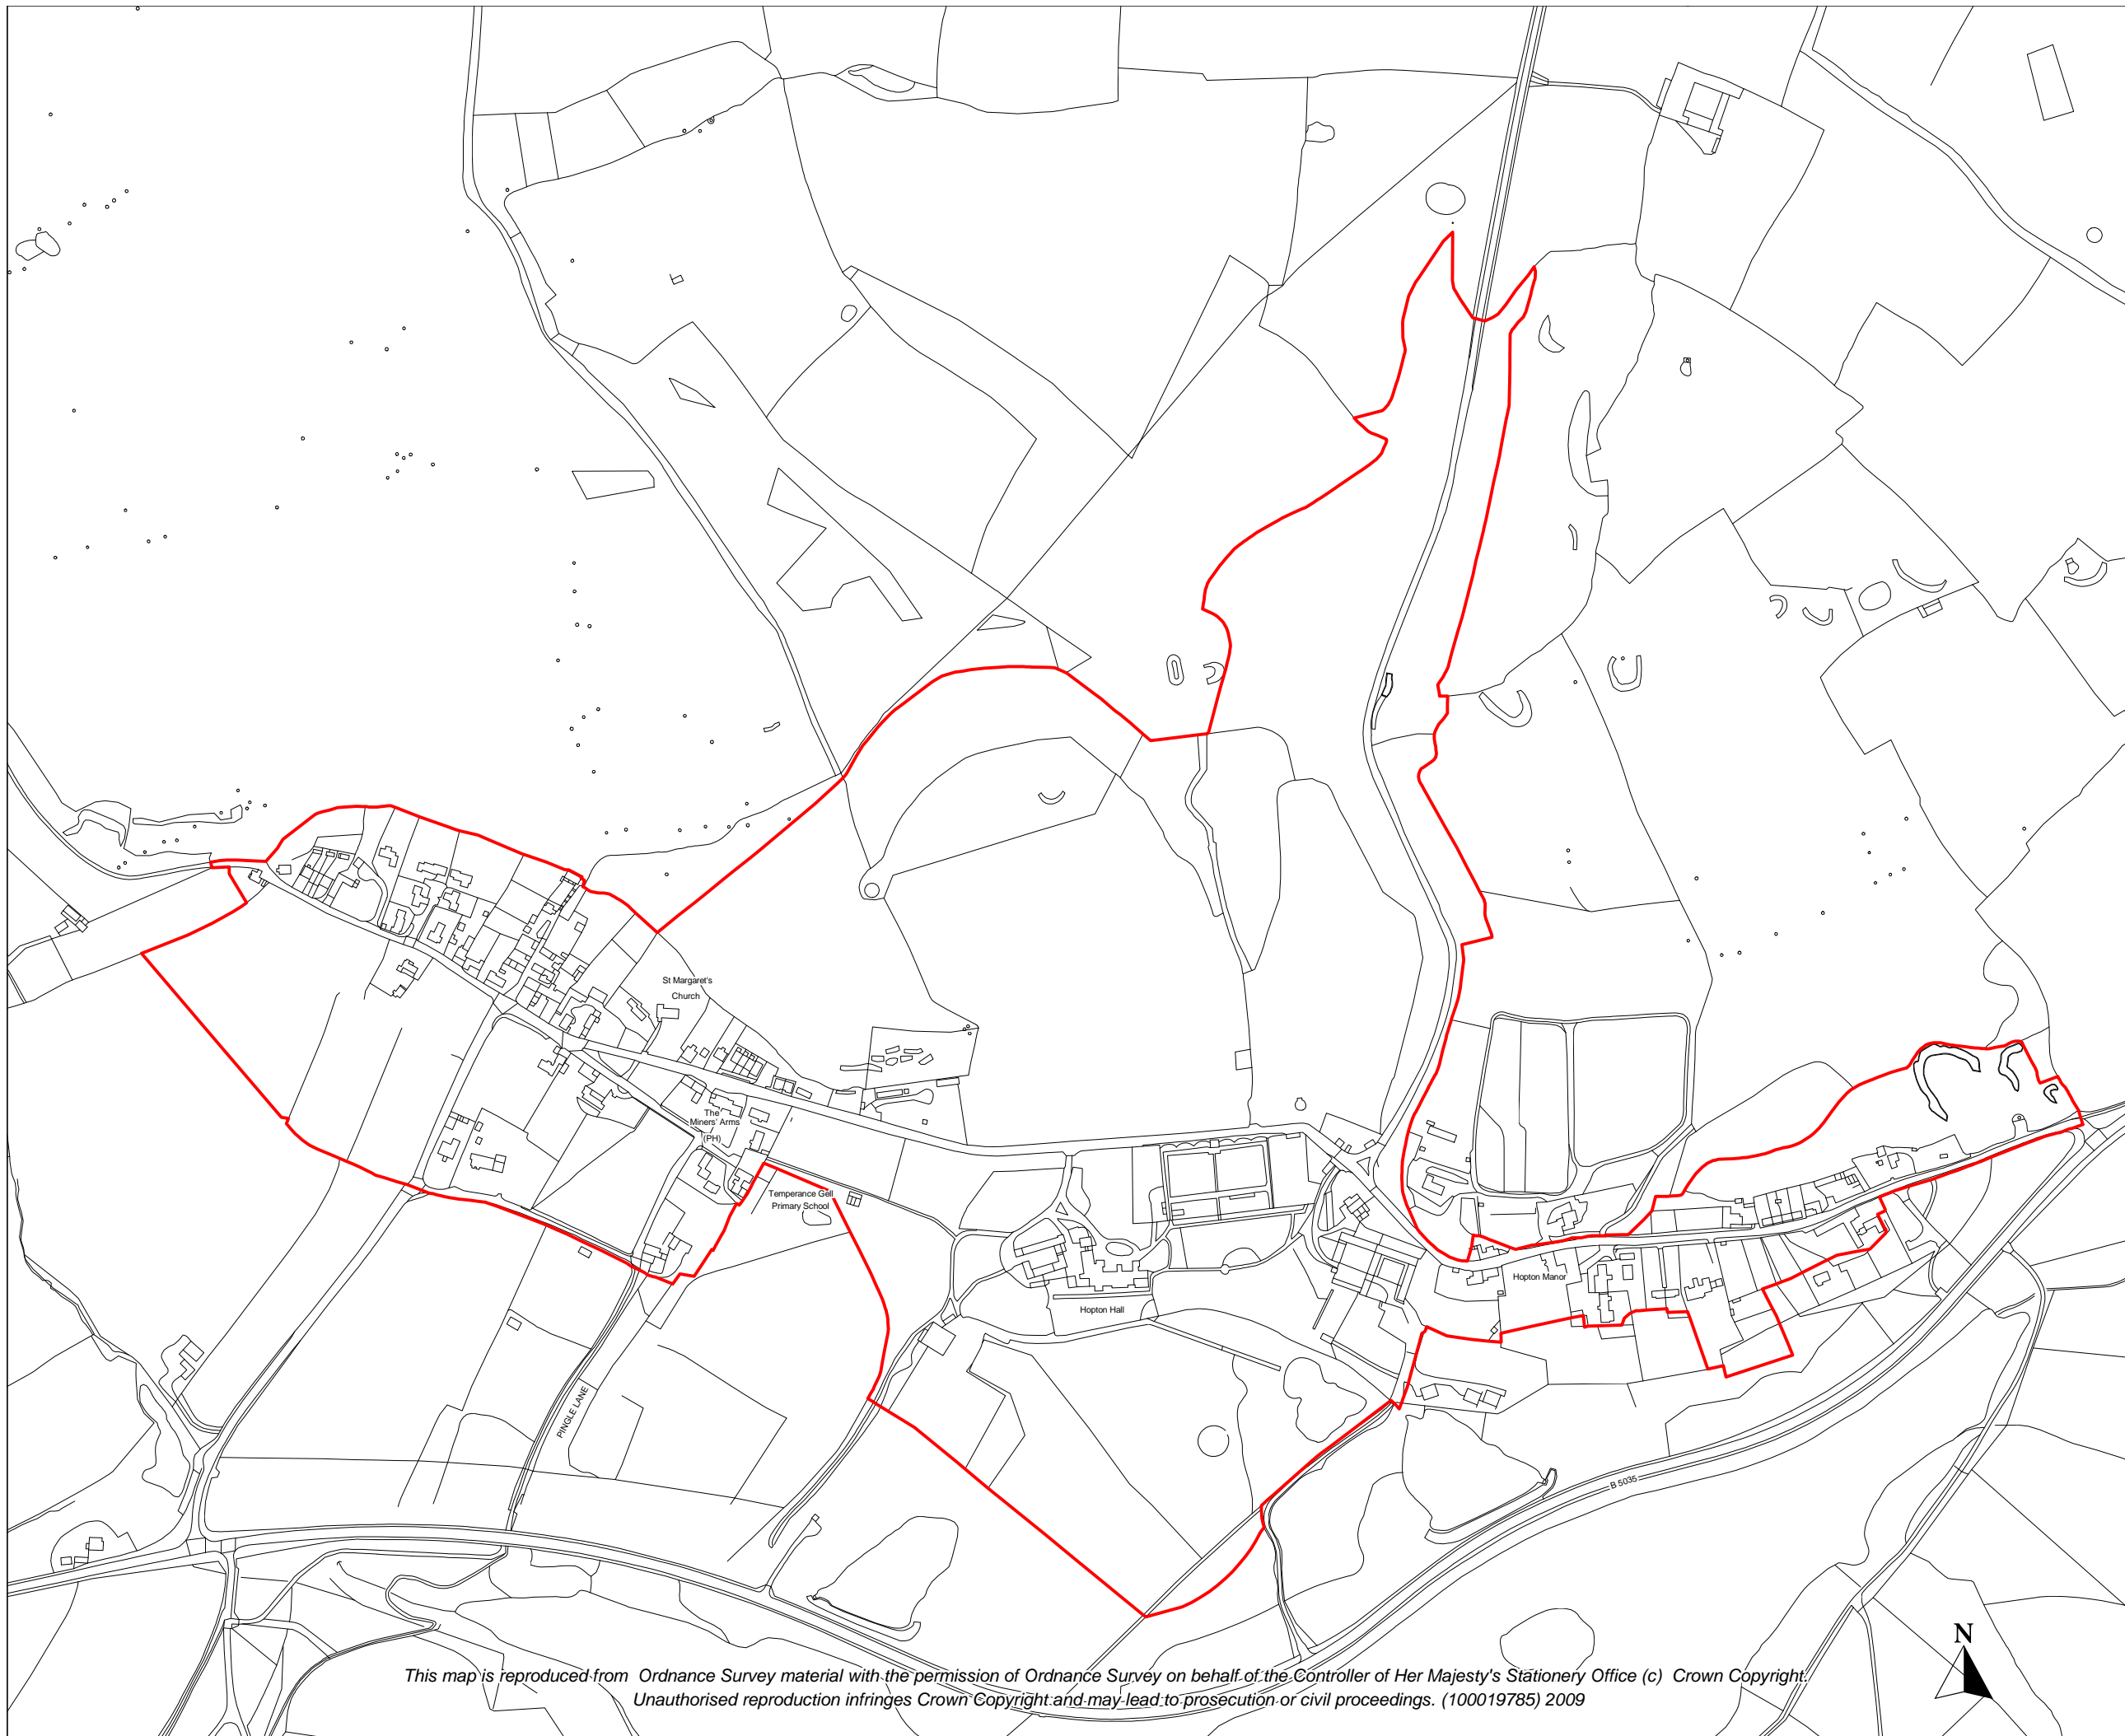 St Margaret's
Church
The
Miners' Arms
(PH)
Temperance Gell
Primary School
Hopton Manor
Hopton Hall
PINGLE LANE
B 5035
N
This map is reproduced from Ordnance Survey material with the permission of Ordnance Survey on behalf of the Controller of Her Majesty's Stationery Office (c) Crown Copyright.
Unauthorised reproduction infringes Crown Copyright and may lead to prosecution or civil proceedings. (100019785) 2009